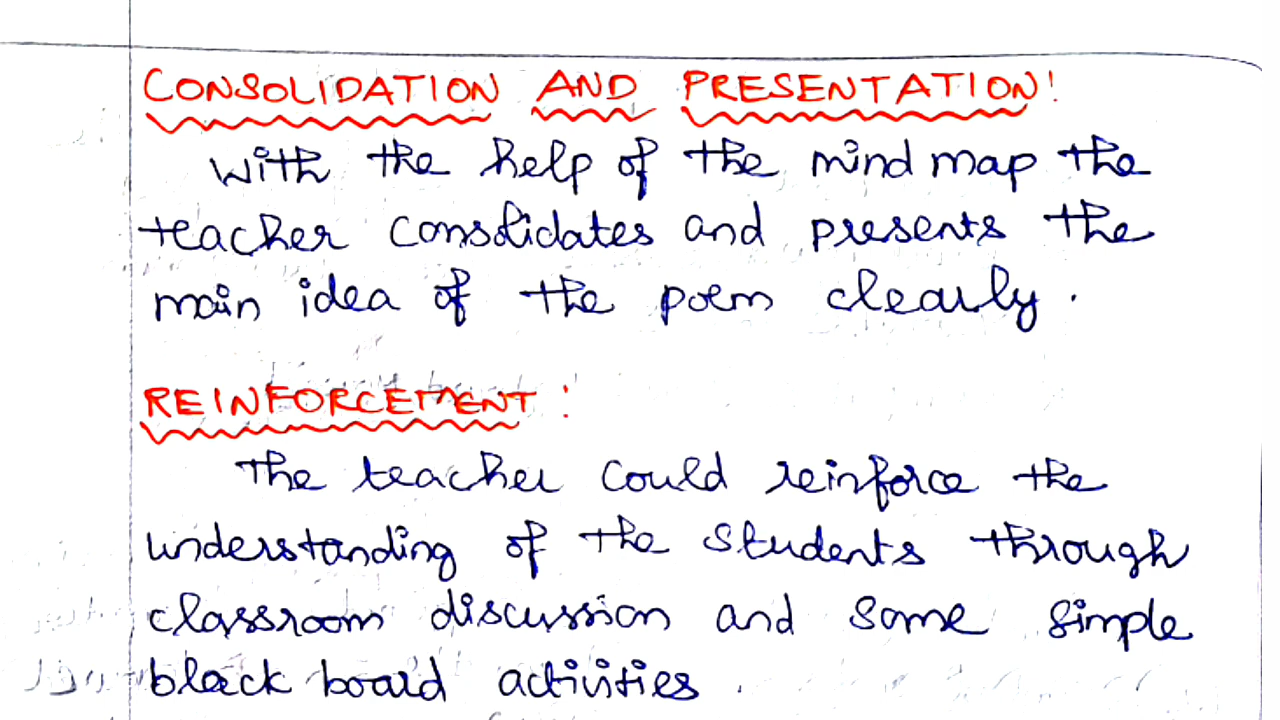 CONSOLIDATION AND PRESENTATION:
With the help of the mind map the
teacher consolidates and presents the
main idea of the poem clearly.
REINFORCEMENT:
The teacher could reinforce the
understanding of the students through
classroom discussion and some simple
black board activities.